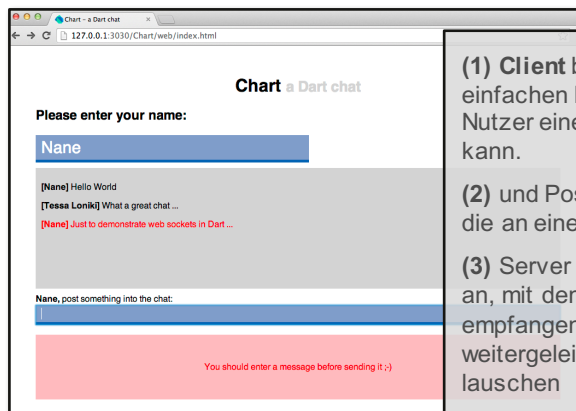 Chart – a Dart chat
127.0.0.1:3030/Chart/web/index.html
Chart a Dart chat
Please enter your name:
Nane
[Nane] Hello World
[Tessa Loniki] What a great chat ...
[Nane] Just to demonstrate web sockets in Dart ...
Nane, post something into the chat:
You should enter a message before sending it ;-)
(1) Client
einfachen
Nutzer eine
kann.
(2) und Pos
die an eine
(3) Server
an, mit der
empfangen
weitergelei
lauschen